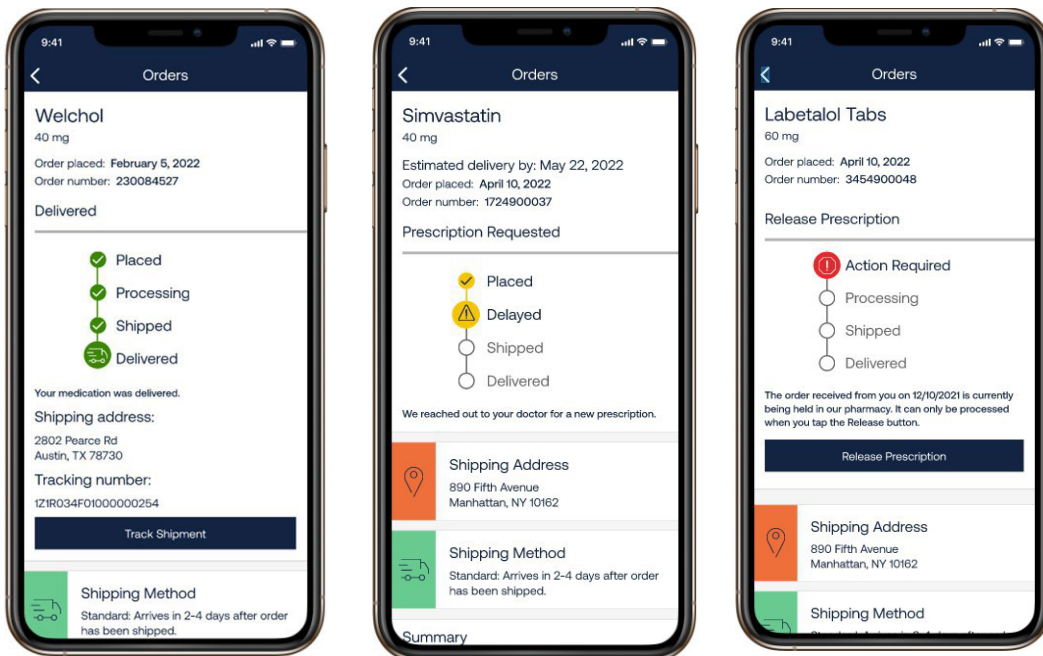 9:41
Orders
Welchol
40 mg
Order placed: February 5, 2022
Order number: 230084527
Delivered
Placed
Processing
Shipped
Delivered
Your medication was delivered.
Shipping address:
2802 Pearce Rd
Austin, TX 78730
Tracking number:
1Z1R034F01000000254
Track Shipment
Shipping Method
Standard: Arrives in 2-4 days after order
has been shipped.
9:41
Orders
Simvastatin
40 mg
Estimated delivery by: May 22, 2022
Order placed: April 10, 2022
Order number: 1724900037
Prescription Requested
Placed
Delayed
Shipped
Delivered
We reached out to your doctor for a new prescription.
Shipping Address
890 Fifth Avenue
Manhattan, NY 10162
Shipping Method
Standard: Arrives in 2-4 days after order
has been shipped.
Summary
9:41
Orders
Labetalol Tabs
60 mg
Order placed: April 10, 2022
Order number: 3454900048
Release Prescription
Action Required
Processing
Shipped
Delivered
The order received from you on 12/10/2021 is currently
being held in our pharmacy. It can only be processed
when you tap the Release button.
Release Prescription
Shipping Address
890 Fifth Avenue
Manhattan, NY 10162
Shipping Method